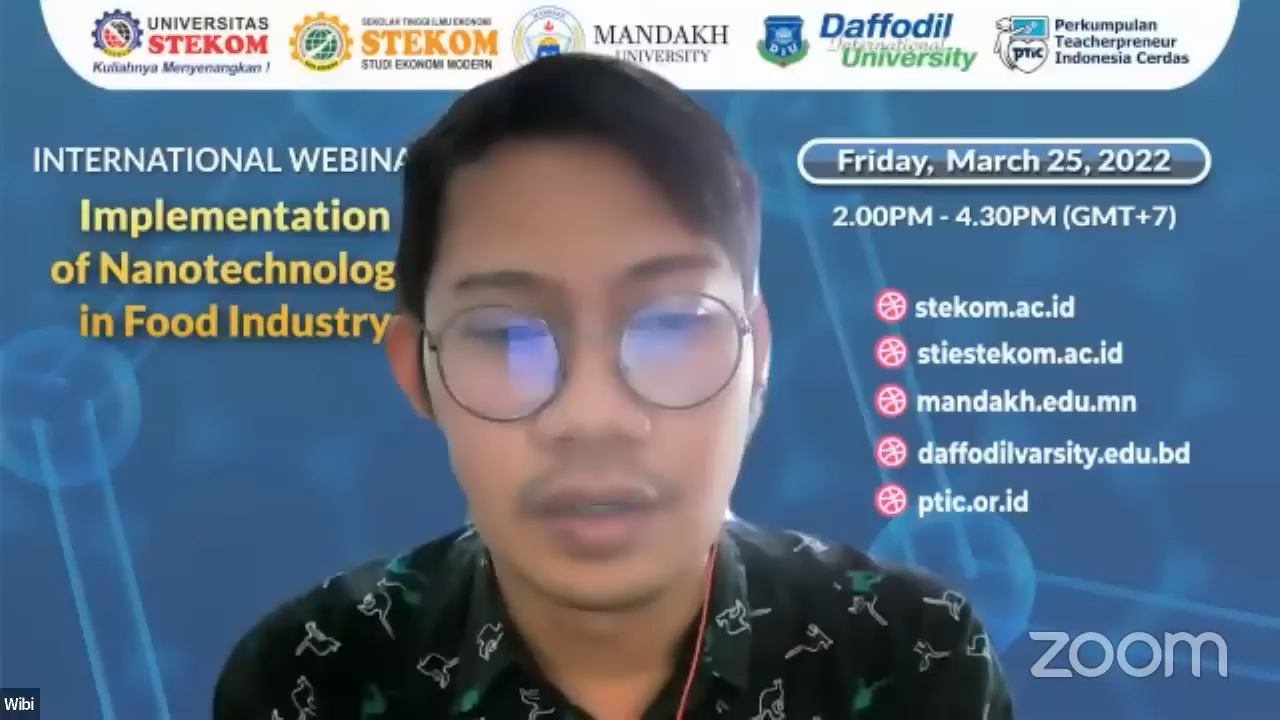 UNIVERSITAS
STEKOM
Kuliahnya Menyenangkan !
SEKOLAH TINGGI ILMU EKONOMI
STEKOM
STUDI EKONOMI MODERN
MANDAKH
UNIVERSITY
DIU
Daffodil
International
University
PTIC
Perkumpulan
Teacherpreneur
Indonesia Cerdas
INTERNATIONAL WEBINA
Implementation
of Nanotechnolog
in Food Industry
Friday, March 25, 2022
2.00PM - 4.30PM (GMT+7)
stekom.ac.id
stiestekom.ac.id
mandakh.edu.mn
daffodilvarsity.edu.bd
ptic.or.id
zoom
Wibi